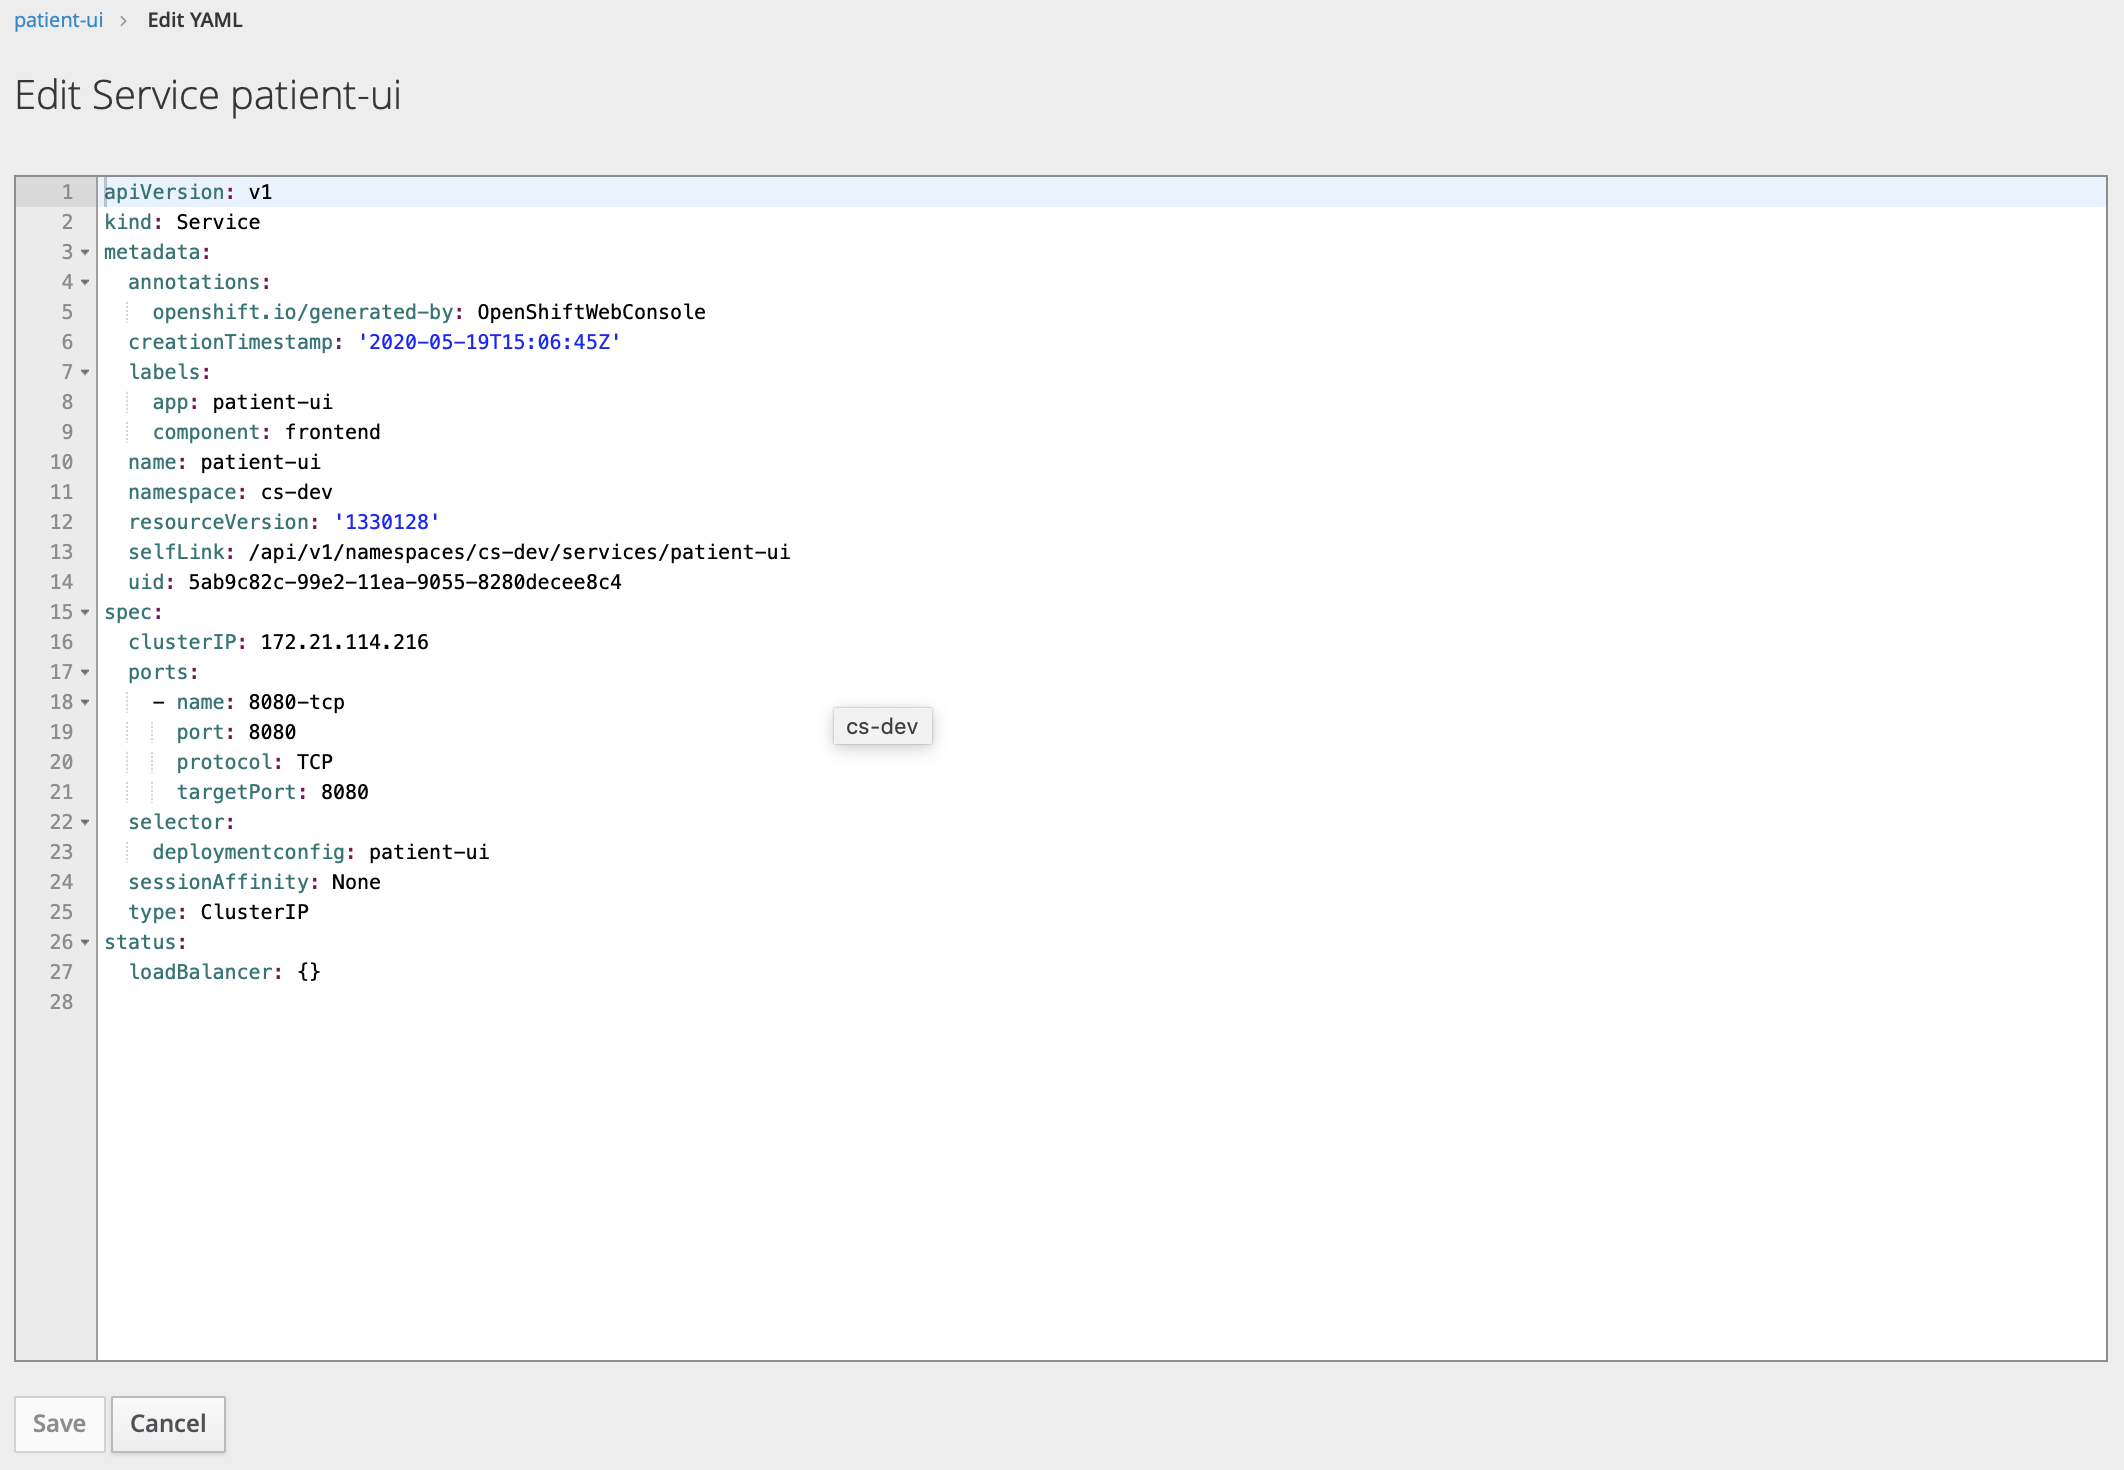 patient-ui > Edit YAML
Edit Service patient-ui
1 apiVersion: v1
2 kind: Service
3 metadata:
4   annotations:
5     openshift.io/generated-by: OpenShiftWebConsole
6   creationTimestamp: '2020-05-19T15:06:45Z'
7   labels:
8     app: patient-ui
9     component: frontend
10   name: patient-ui
11   namespace: cs-dev
12   resourceVersion: '1330128'
13   selfLink: /api/v1/namespaces/cs-dev/services/patient-ui
14   uid: 5ab9c82c-99e2-11ea-9055-8280decee8c4
15 spec:
16   clusterIP: 172.21.114.216
17   ports:
18     - name: 8080-tcp
19       port: 8080
cs-dev
20       protocol: TCP
21       targetPort: 8080
22   selector:
23     deploymentconfig: patient-ui
24   sessionAffinity: None
25   type: ClusterIP
26 status:
27   loadBalancer: {}
28
Save Cancel